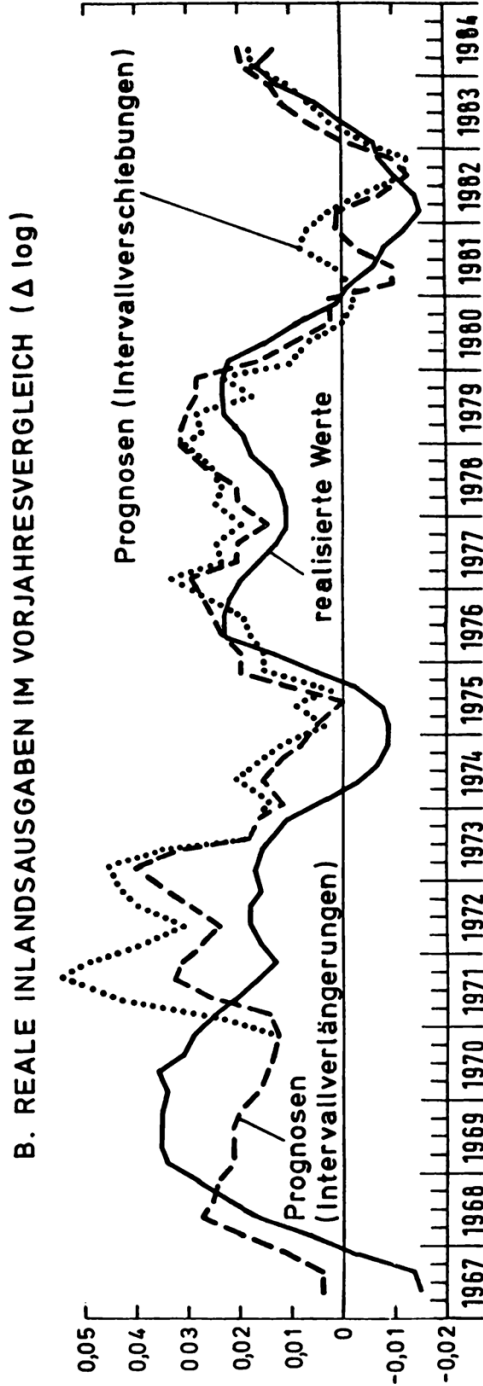 B. REALE INLANDSAUSGABEN IM VORJAHRESVERGLEICH (Δ log)
0,05
0,04
0,03
0,02
0,01
0
-0,01
-0,02
Prognosen (Intervallverschiebungen)
realisierte Werte
Prognosen
(Intervallverlängerungen)
1967 1968 1969 1970 1971 1972 1973 1974 1975 1976 1977 1978 1979 1980 1981 1982 1983 1984